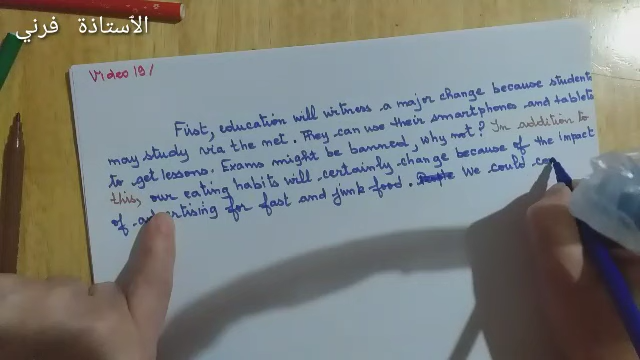 الأستاذة فرني
Video 19/
First, education will witness a major change because students
may study via the net. They can use their smartphones and tablets
to get lessons. Exams might be banned, why not? In addition to
this, our eating habits will certainly change because of the impact
of advertising for fast and junk food. We could